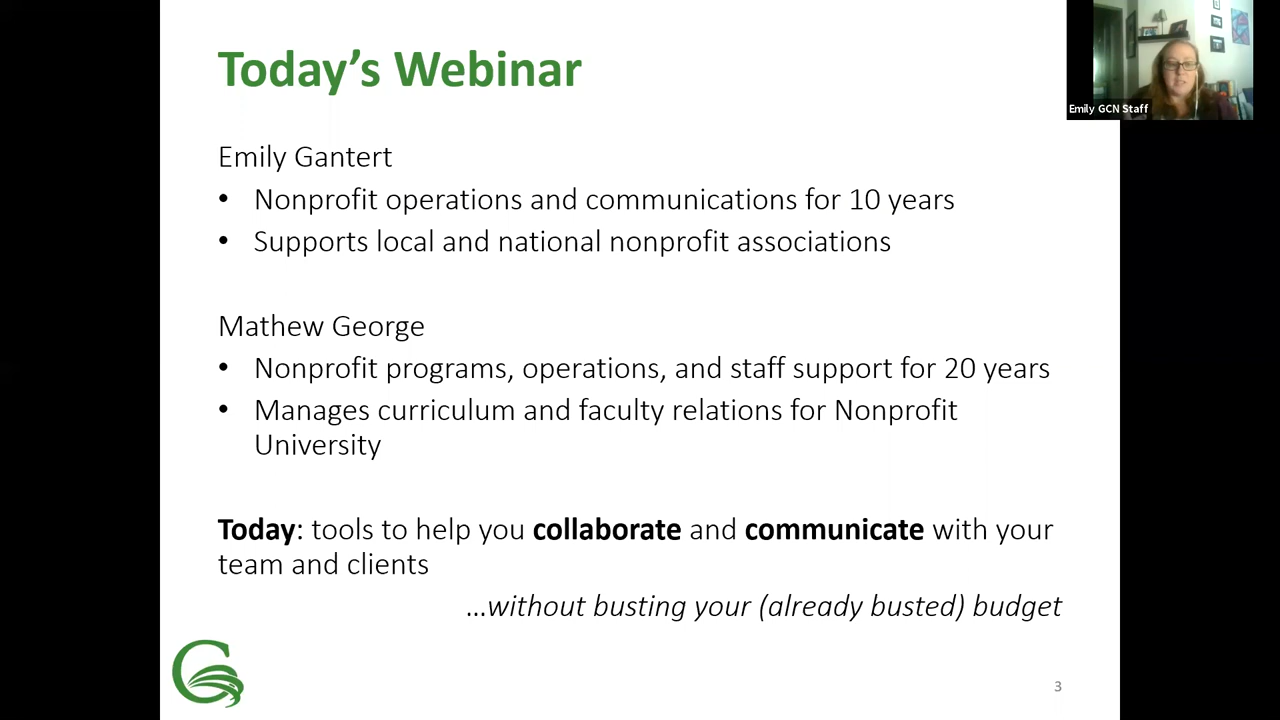 Today's Webinar
Emily GCN Staff
Emily Gantert
• Nonprofit operations and communications for 10 years
• Supports local and national nonprofit associations
Mathew George
• Nonprofit programs, operations, and staff support for 20 years
• Manages curriculum and faculty relations for Nonprofit
University
Today: tools to help you collaborate and communicate with your
team and clients
...without busting your (already busted) budget
3